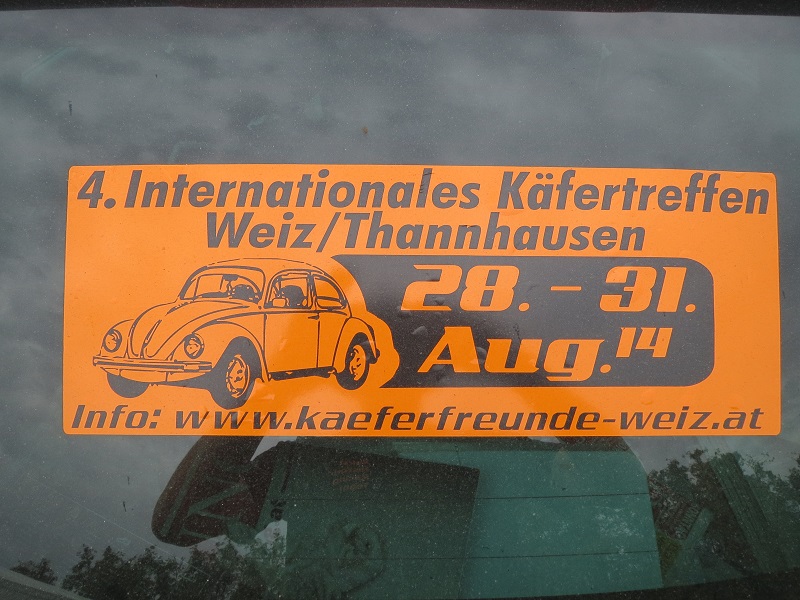 4. Internationales Käfertreffen
Weiz/Thannhausen
28. - 31.
Aug.14
Info: www.kaeferfreunde-weiz.at